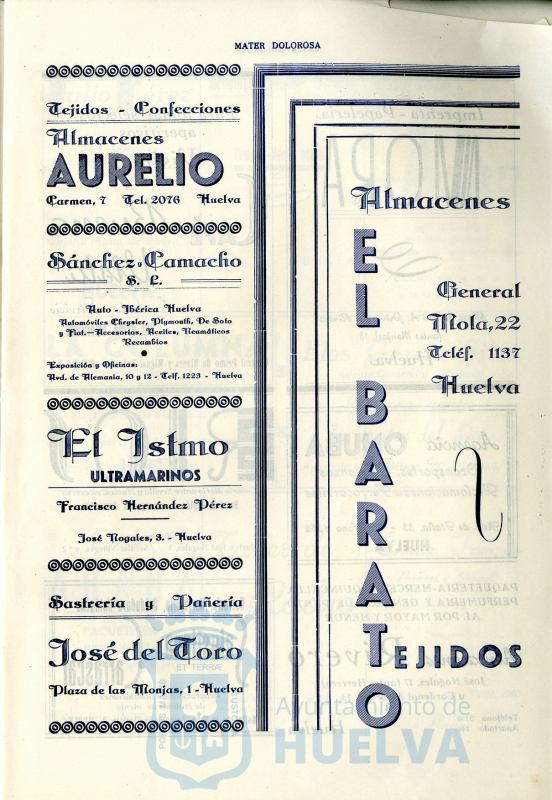 MATER DOLOROSA
Tejidos - Confecciones
Almacenes
AURELIO
Carmen, 7 Tel. 2076 Huelva
Sánchez-Camacho
S. L.
Auto - Ibérica Huelva
Automóviles Chrysler, Plymouth, De Soto
y Fiat.—Accesorios, Aceites, Neumáticos
Recambios
Exposición y Oficinas:
Avd. de Alemania, 10 y 12 - Telf. 1223 - Huelva
El Istmo
ULTRAMARINOS
Francisco Hernández Pérez
José Nogales, 3. - Huelva
Sastrería y Pañería
José del Toro
Plaza de las Monjas, 1 - Huelva
Almacenes
EL BARATO
General
Mola, 22
Teléf. 1137
Huelva
TEJIDOS
Ayuntamiento de
HUELVA